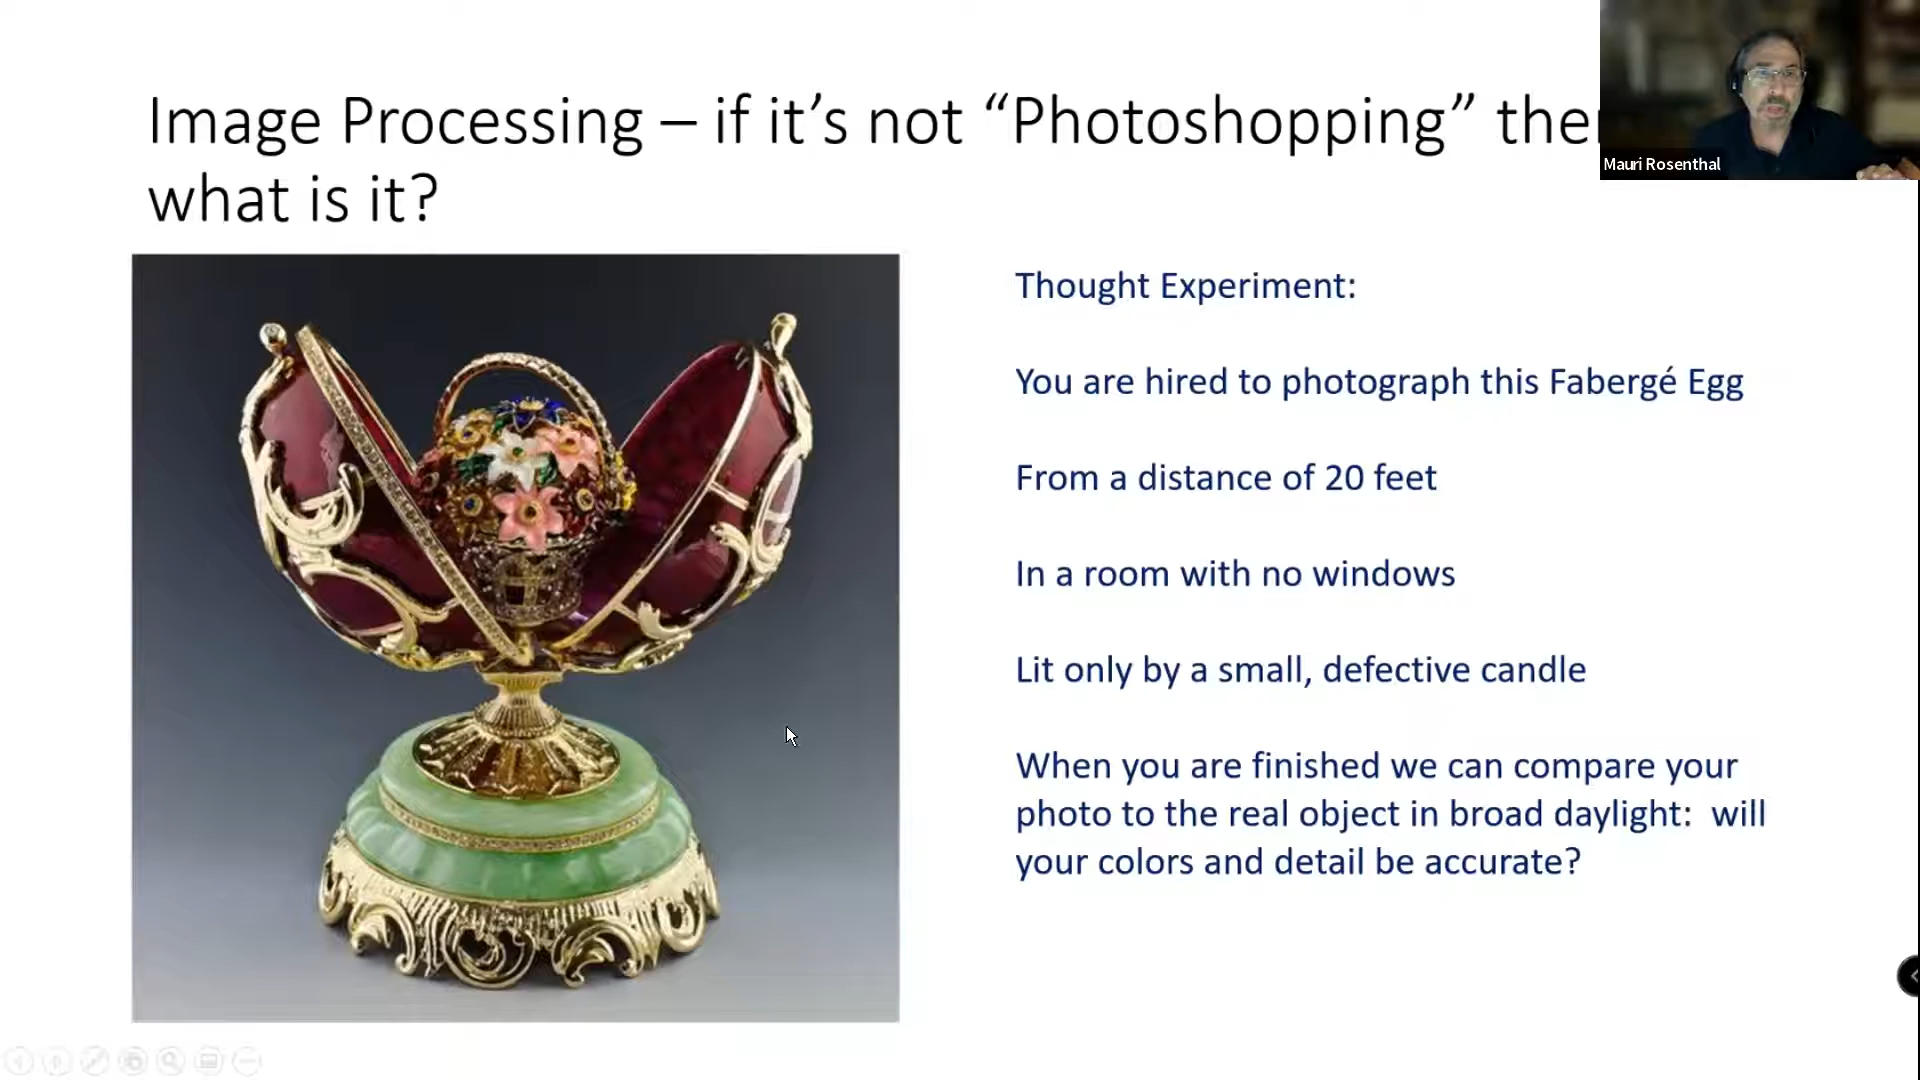 Image Processing – if it’s not “Photoshopping”
what is it?
Mauri Rosenthal
Thought Experiment:
You are hired to photograph this Fabergé Egg
From a distance of 20 feet
In a room with no windows
Lit only by a small, defective candle
When you are finished we can compare your
photo to the real object in broad daylight:  will
your colors and detail be accurate?